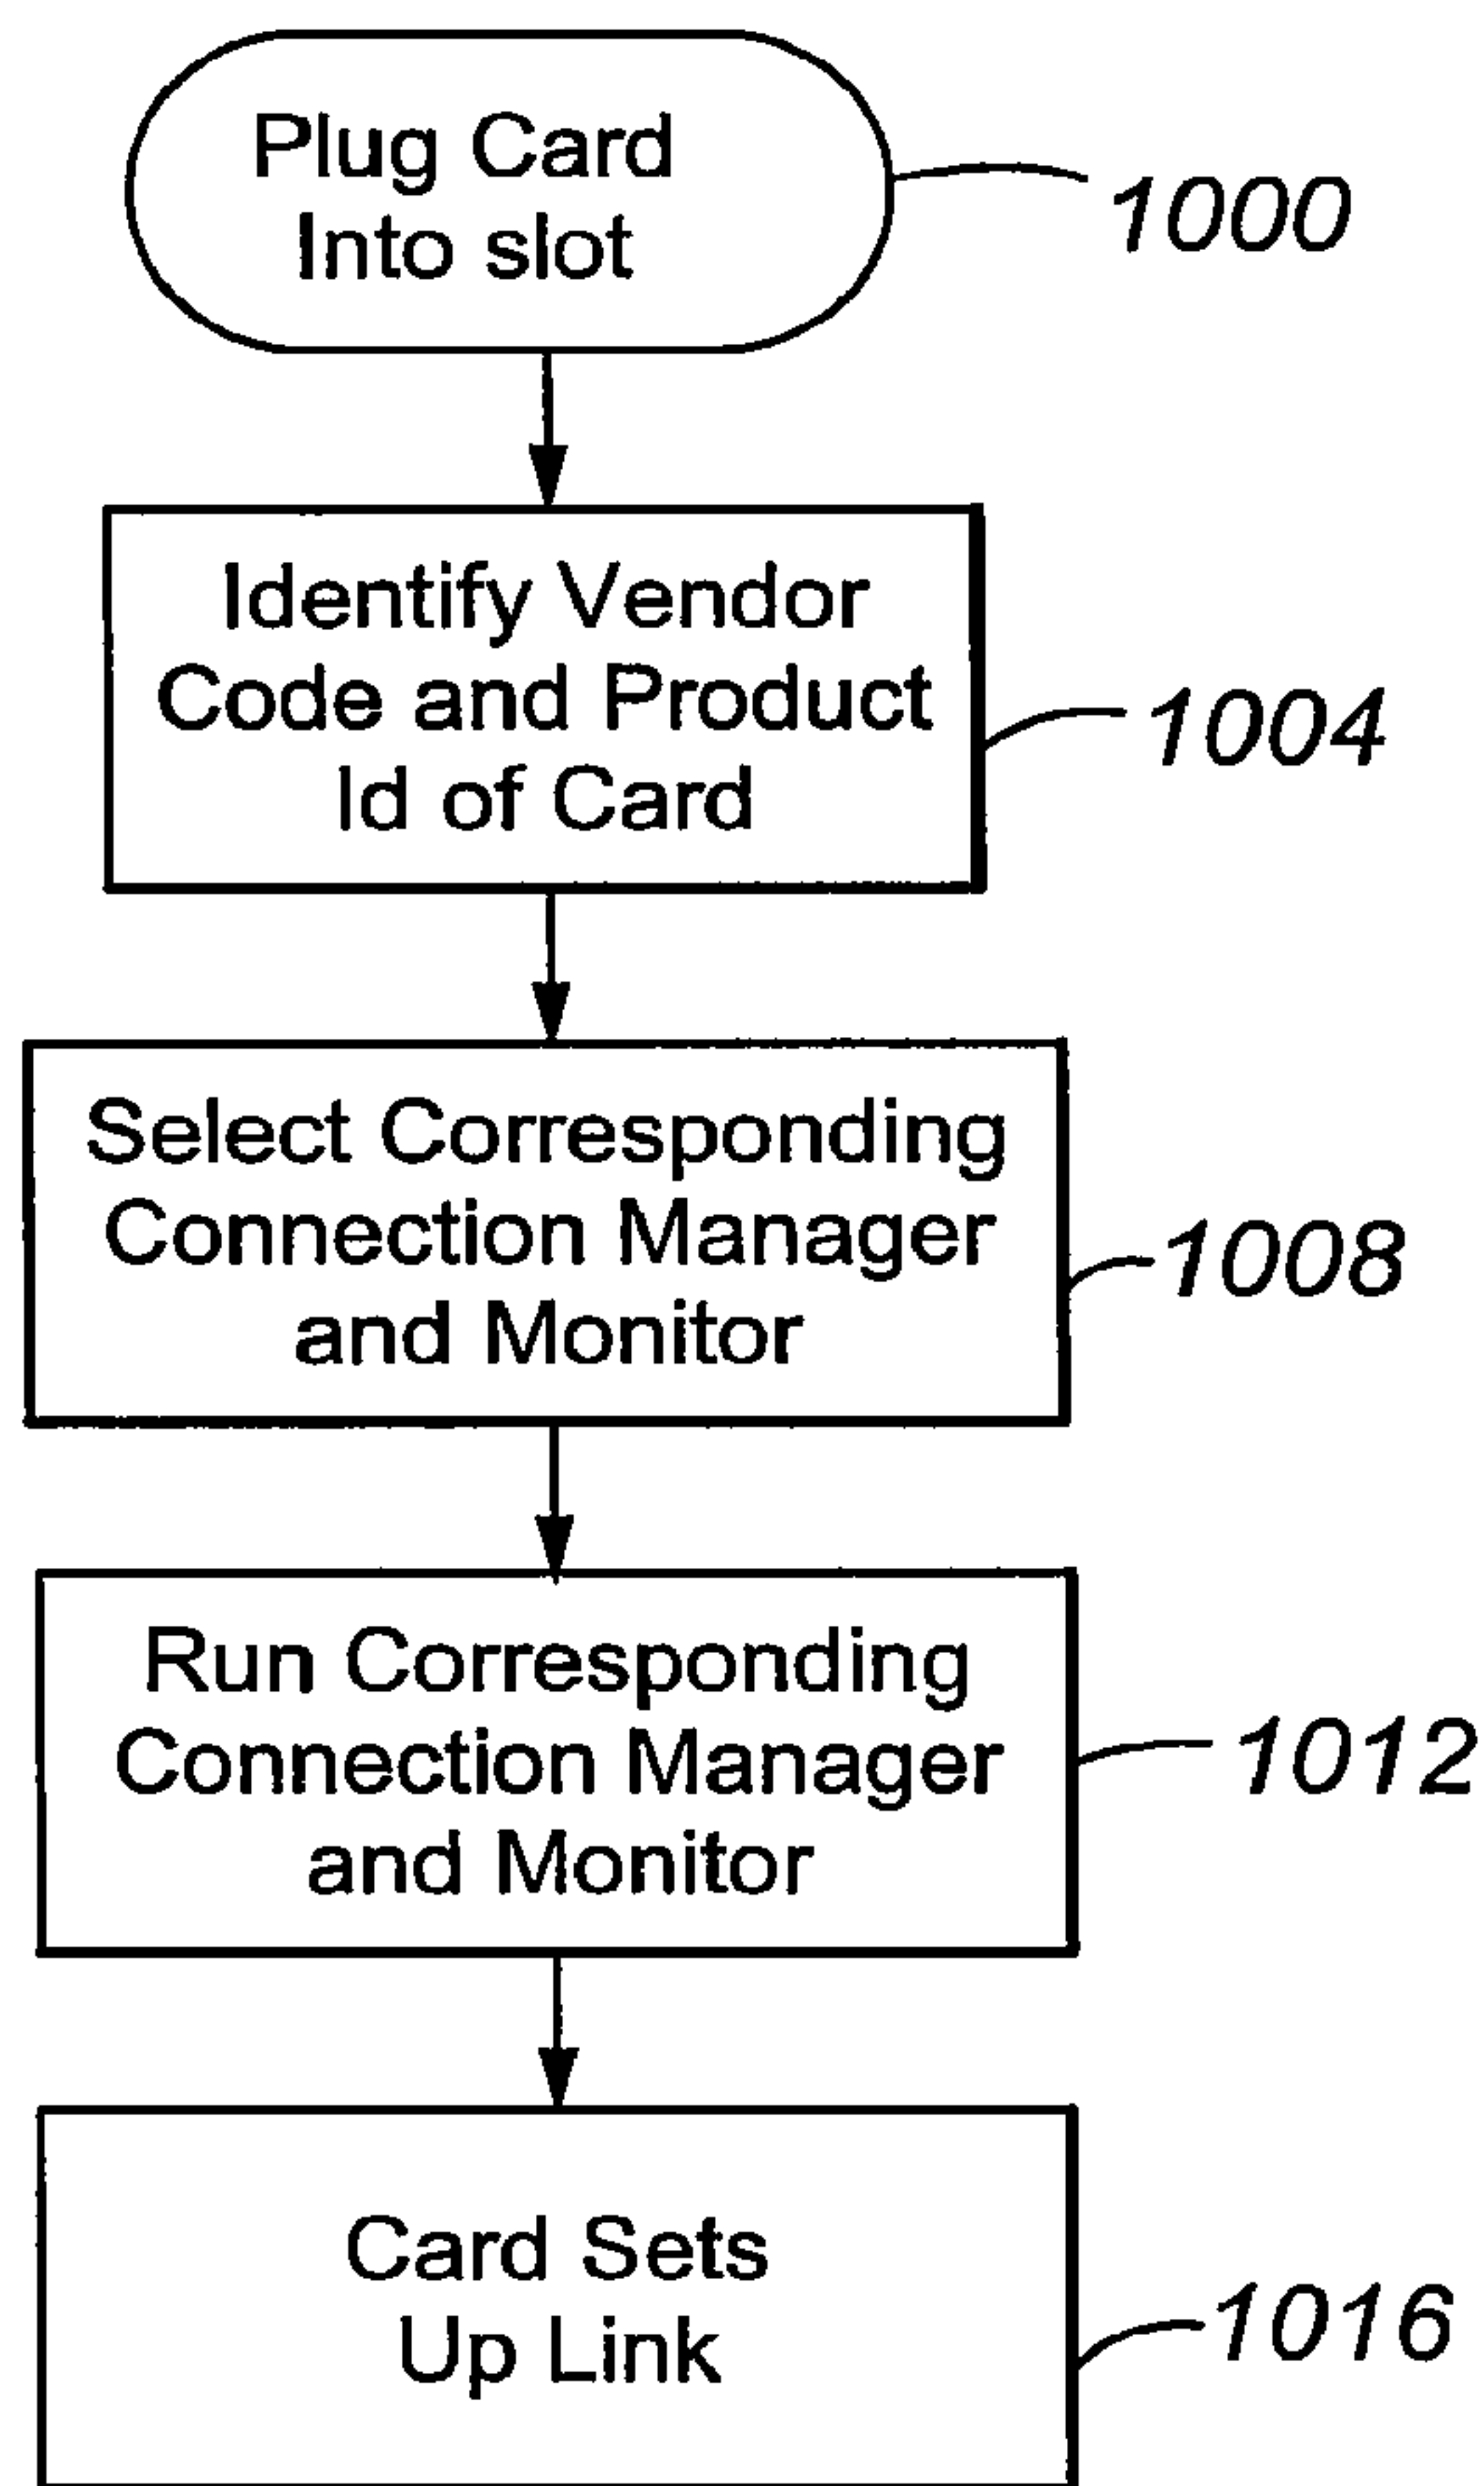 Plug Card
Into slot
1000
Identify Vendor
Code and Product
Id of Card
1004
Select Corresponding
Connection Manager
and Monitor
1008
Run Corresponding
Connection Manager
and Monitor
1012
Card Sets
Up Link
1016